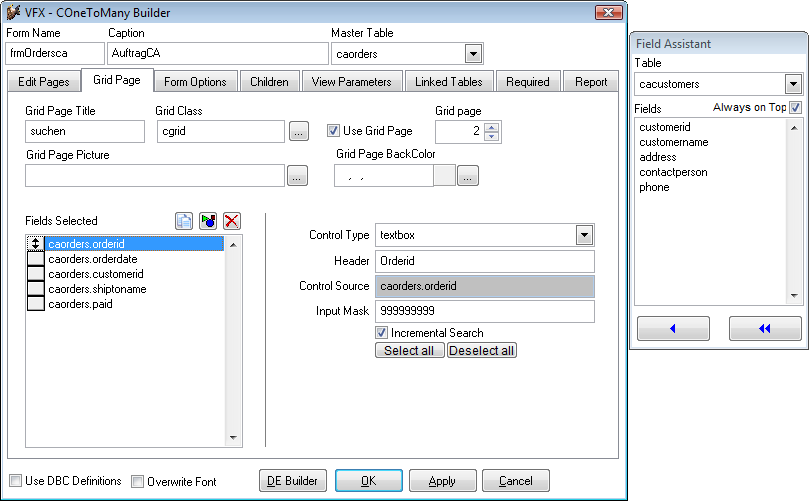 VFX - COneToMany Builder
Form Name
Caption
Master Table
frmOrdersca
AuftragCA
caorders
Edit Pages
Grid Page
Form Options
Children
View Parameters
Linked Tables
Required
Report
Grid Page Title
Grid Class
Grid page
suchen
cgrid
...
Use Grid Page
2
Grid Page Picture
Grid Page BackColor
...
, ,
...
Fields Selected
caorders.orderid
caorders.orderdate
caorders.customerid
caorders.shiptoname
caorders.paid
Control Type
textbox
Header
Orderid
Control Source
caorders.orderid
Input Mask
999999999
Incremental Search
Select all
Deselect all
Use DBC Definitions
Overwrite Font
DE Builder
OK
Apply
Cancel
Field Assistant
Table
cacustomers
Fields
Always on Top
customerid
customername
address
contactperson
phone